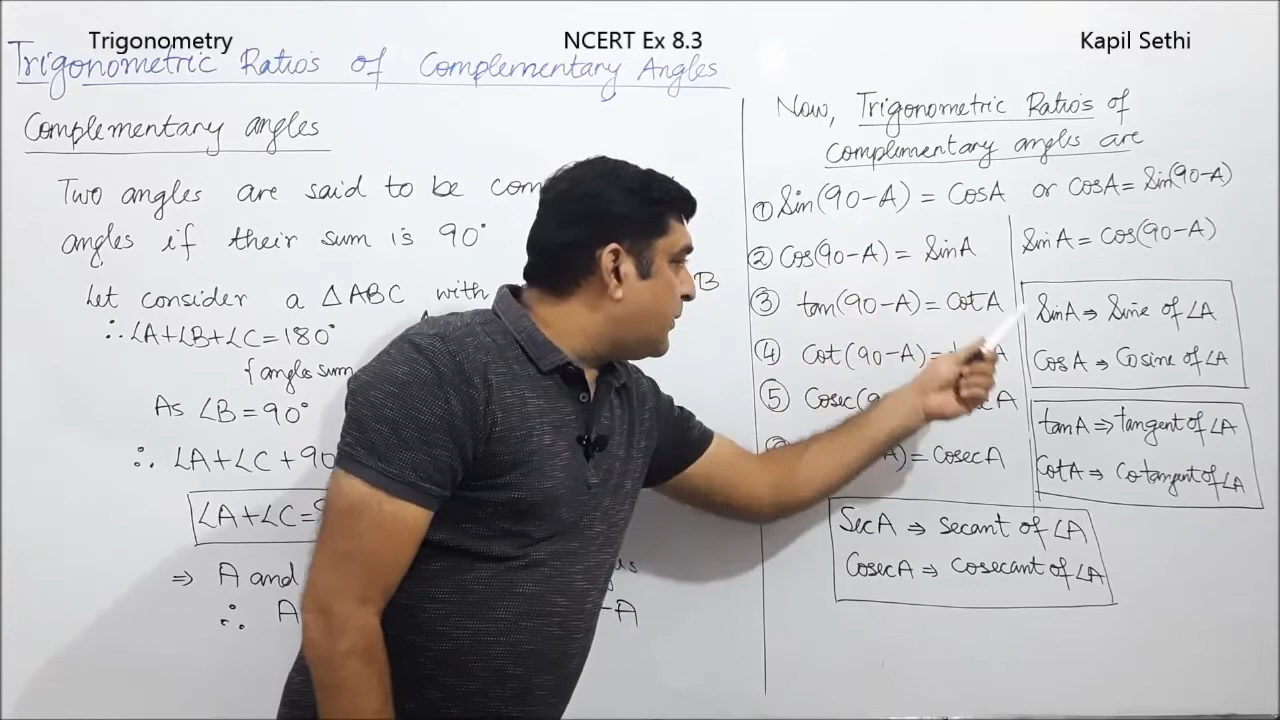 Trigonometry
NCERT Ex 8.3
Kapil Sethi
Trigonometric Ratios of Complementary Angles
Complementary angles
Two angles are said to be com
angles if their sum is 90°
Let consider a △ABC with B
∴∠A+∠B+∠C=180°
{angles sum
As ∠B=90°
∴ ∠A+∠C+90
∠A+∠C=9
⇒ A and
∴ A -A
Now, Trigonometric Ratios of
complementary angles are
① Sin(90-A) = CosA or CosA = Sin(90-A)
② Cos(90-A) = SinA
SinA = Cos(90-A)
③ tan(90-A) = CotA
④ Cot(90-A) = A
⑤ Cosec(9 ecA
A) = CosecA
SinA ⇒ Sine of ∠A
CosA ⇒ Cosine of ∠A
tanA ⇒ tangent of ∠A
CotA ⇒ Cotangent of ∠A
SecA ⇒ secant of ∠A
CosecA ⇒ cosecant of ∠A